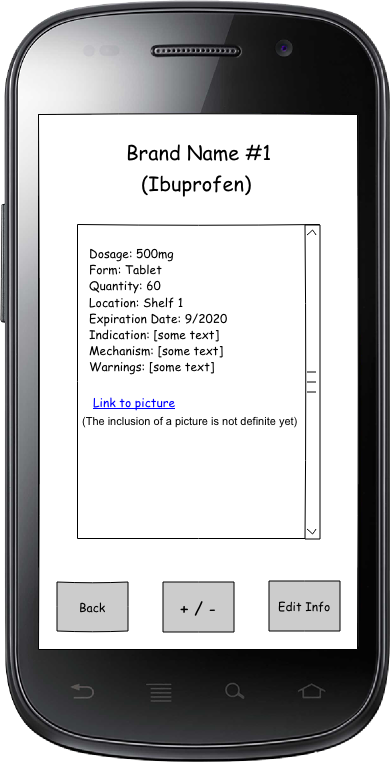 Brand Name #1
(Ibuprofen)
Dosage: 500mg
Form: Tablet
Quantity: 60
Location: Shelf 1
Expiration Date: 9/2020
Indication: [some text]
Mechanism: [some text]
Warnings: [some text]
Link to picture
(The inclusion of a picture is not definite yet)
Back
+ / -
Edit Info